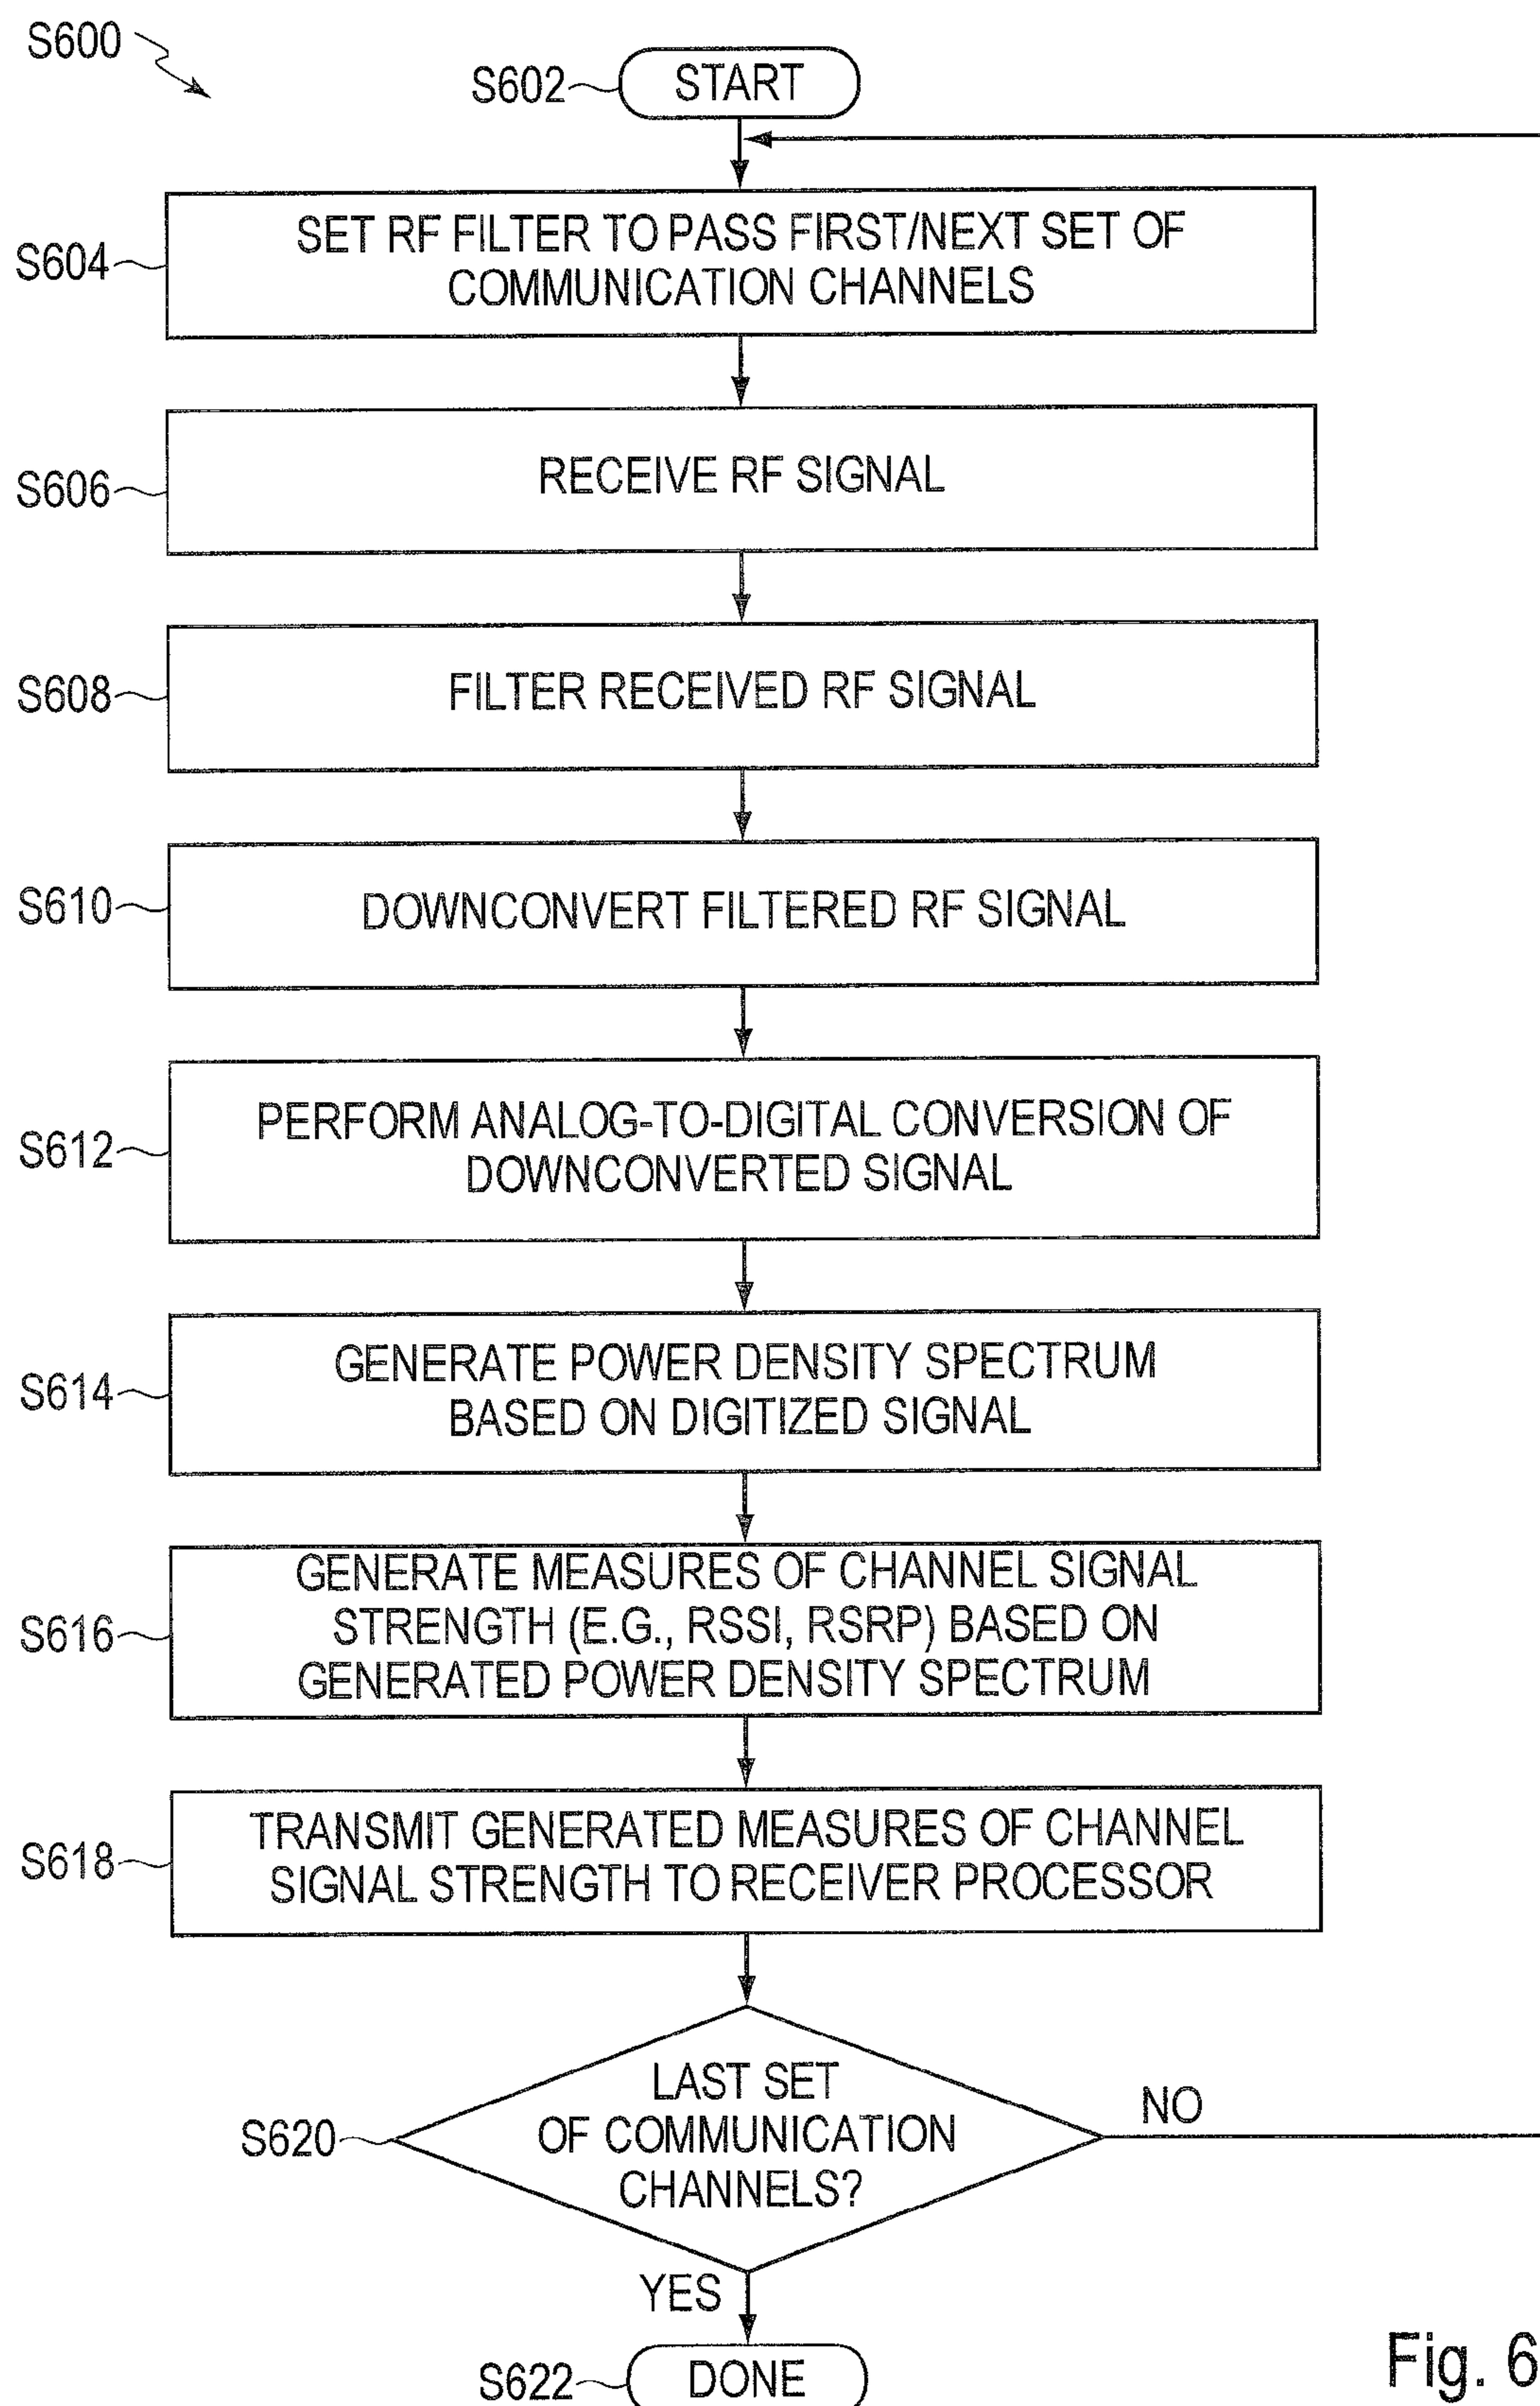 S600
S602
START
S604
SET RF FILTER TO PASS FIRST/NEXT SET OF
COMMUNICATION CHANNELS
S606
RECEIVE RF SIGNAL
S608
FILTER RECEIVED RF SIGNAL
S610
DOWNCONVERT FILTERED RF SIGNAL
S612
PERFORM ANALOG-TO-DIGITAL CONVERSION OF
DOWNCONVERTED SIGNAL
S614
GENERATE POWER DENSITY SPECTRUM
BASED ON DIGITIZED SIGNAL
S616
GENERATE MEASURES OF CHANNEL SIGNAL
STRENGTH (E.G., RSSI, RSRP) BASED ON
GENERATED POWER DENSITY SPECTRUM
S618
TRANSMIT GENERATED MEASURES OF CHANNEL
SIGNAL STRENGTH TO RECEIVER PROCESSOR
S620
LAST SET
OF COMMUNICATION
CHANNELS?
NO
YES
S622
DONE
Fig. 6